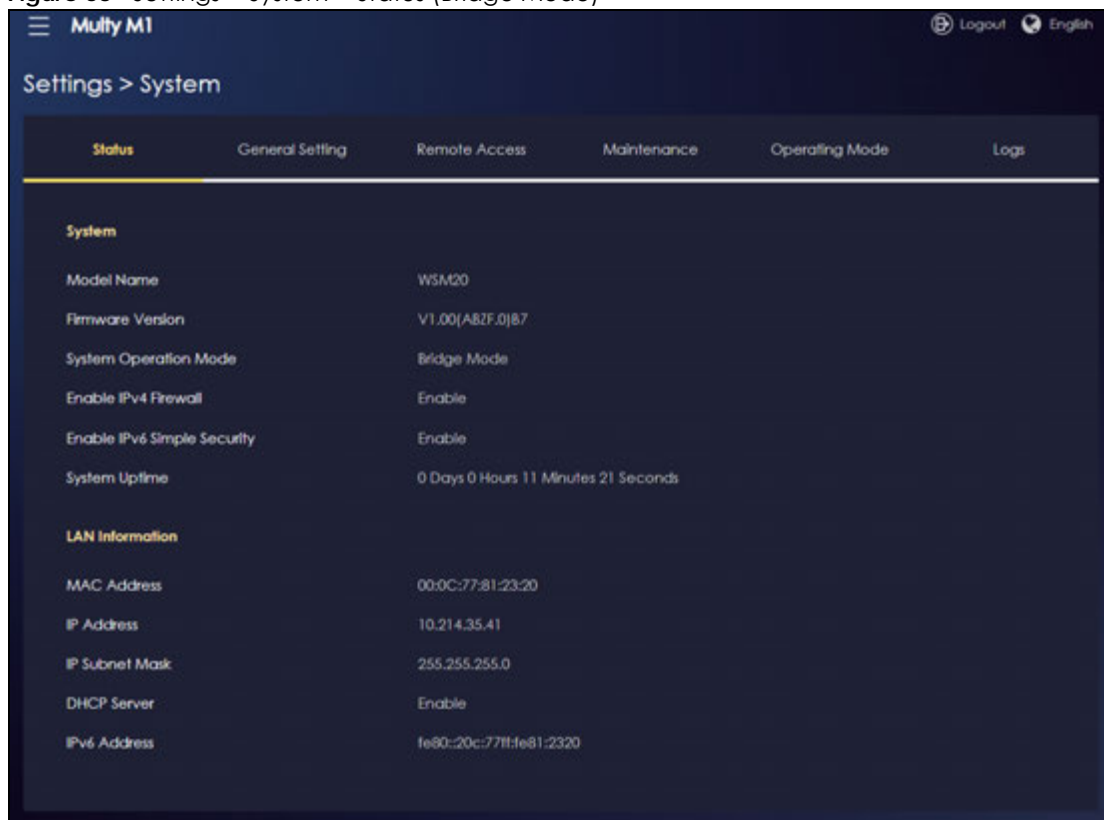 Multy M1 Logout English
Settings > System
Status General Setting Remote Access Maintenance Operating Mode Logs
System
Model Name WSM20
Firmware Version V1.00(ABZF.0)B7
System Operation Mode Bridge Mode
Enable IPv4 Firewall Enable
Enable IPv6 Simple Security Enable
System Uptime 0 Days 0 Hours 11 Minutes 21 Seconds
LAN Information
MAC Address 00:0C:77:81:23:20
IP Address 10.214.35.41
IP Subnet Mask 255.255.255.0
DHCP Server Enable
IPv6 Address fe80::20c:77ff:fe81:2320